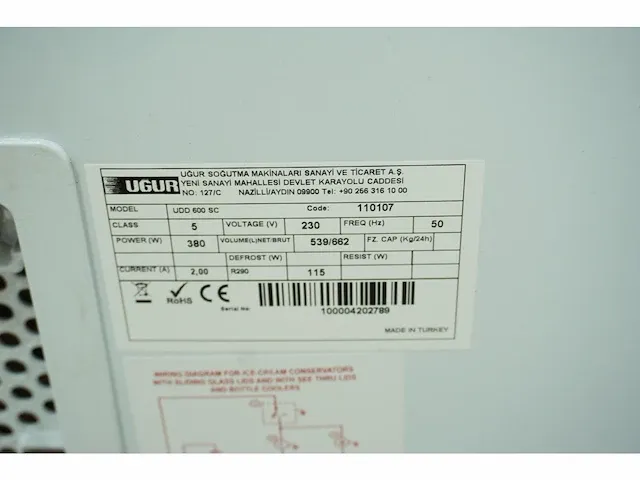 UĞUR SOĞUTMA MAKİNALARI SANAYİ VE TİCARET A.Ş.
YENİ SANAYİ MAHALLESİ DEVLET KARAYOLU CADDESİ
NO: 127/C NAZİLLİ/AYDIN 09900 Tel: +90 256 316 10 00
UGUR
MODEL UDD 600 SC Code: 110107
CLASS 5 VOLTAGE (V) 230 FREQ (Hz) 50
POWER (W) 380 VOLUME(L)NET/BRUT 539/662 FZ. CAP (Kg/24h)
DEFROST (W) RESIST (W)
CURRENT (A) 2,00 R290 115
RoHS CE Serial No:
100004202789
MADE IN TURKEY
WIRING DIAGRAM FOR ICE-CREAM CONSERVATORS
WITH SLIDING GLASS LIDS AND WITH SEE THRU LIDS
AND BOTTLE COOLERS